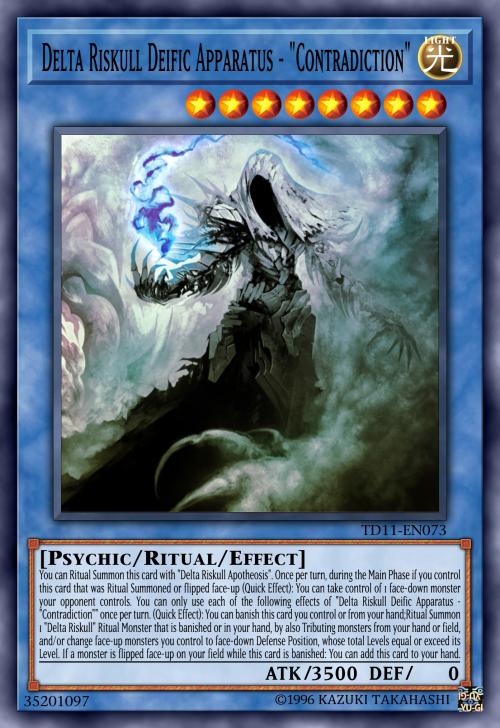 Delta Riskull Deific Apparatus - "Contradiction"
LIGHT
光
TD11-EN073
[Psychic/Ritual/Effect]
You can Ritual Summon this card with "Delta Riskull Apotheosis". Once per turn, during the Main Phase if you control
this card that was Ritual Summoned or flipped face-up (Quick Effect): You can take control of 1 face-down monster
your opponent controls. You can only use each of the following effects of "Delta Riskull Deific Apparatus -
"Contradiction"" once per turn. (Quick Effect): You can banish this card you control or from your hand;Ritual Summon
1 "Delta Riskull" Ritual Monster that is banished or in your hand, by also Tributing monsters from your hand or field,
and/or change face-up monsters you control to face-down Defense Position, whose total Levels equal or exceed its
Level. If a monster is flipped face-up on your field while this card is banished: You can add this card to your hand.
ATK/3500 DEF/ 0
35201097
©1996 KAZUKI TAKAHASHI